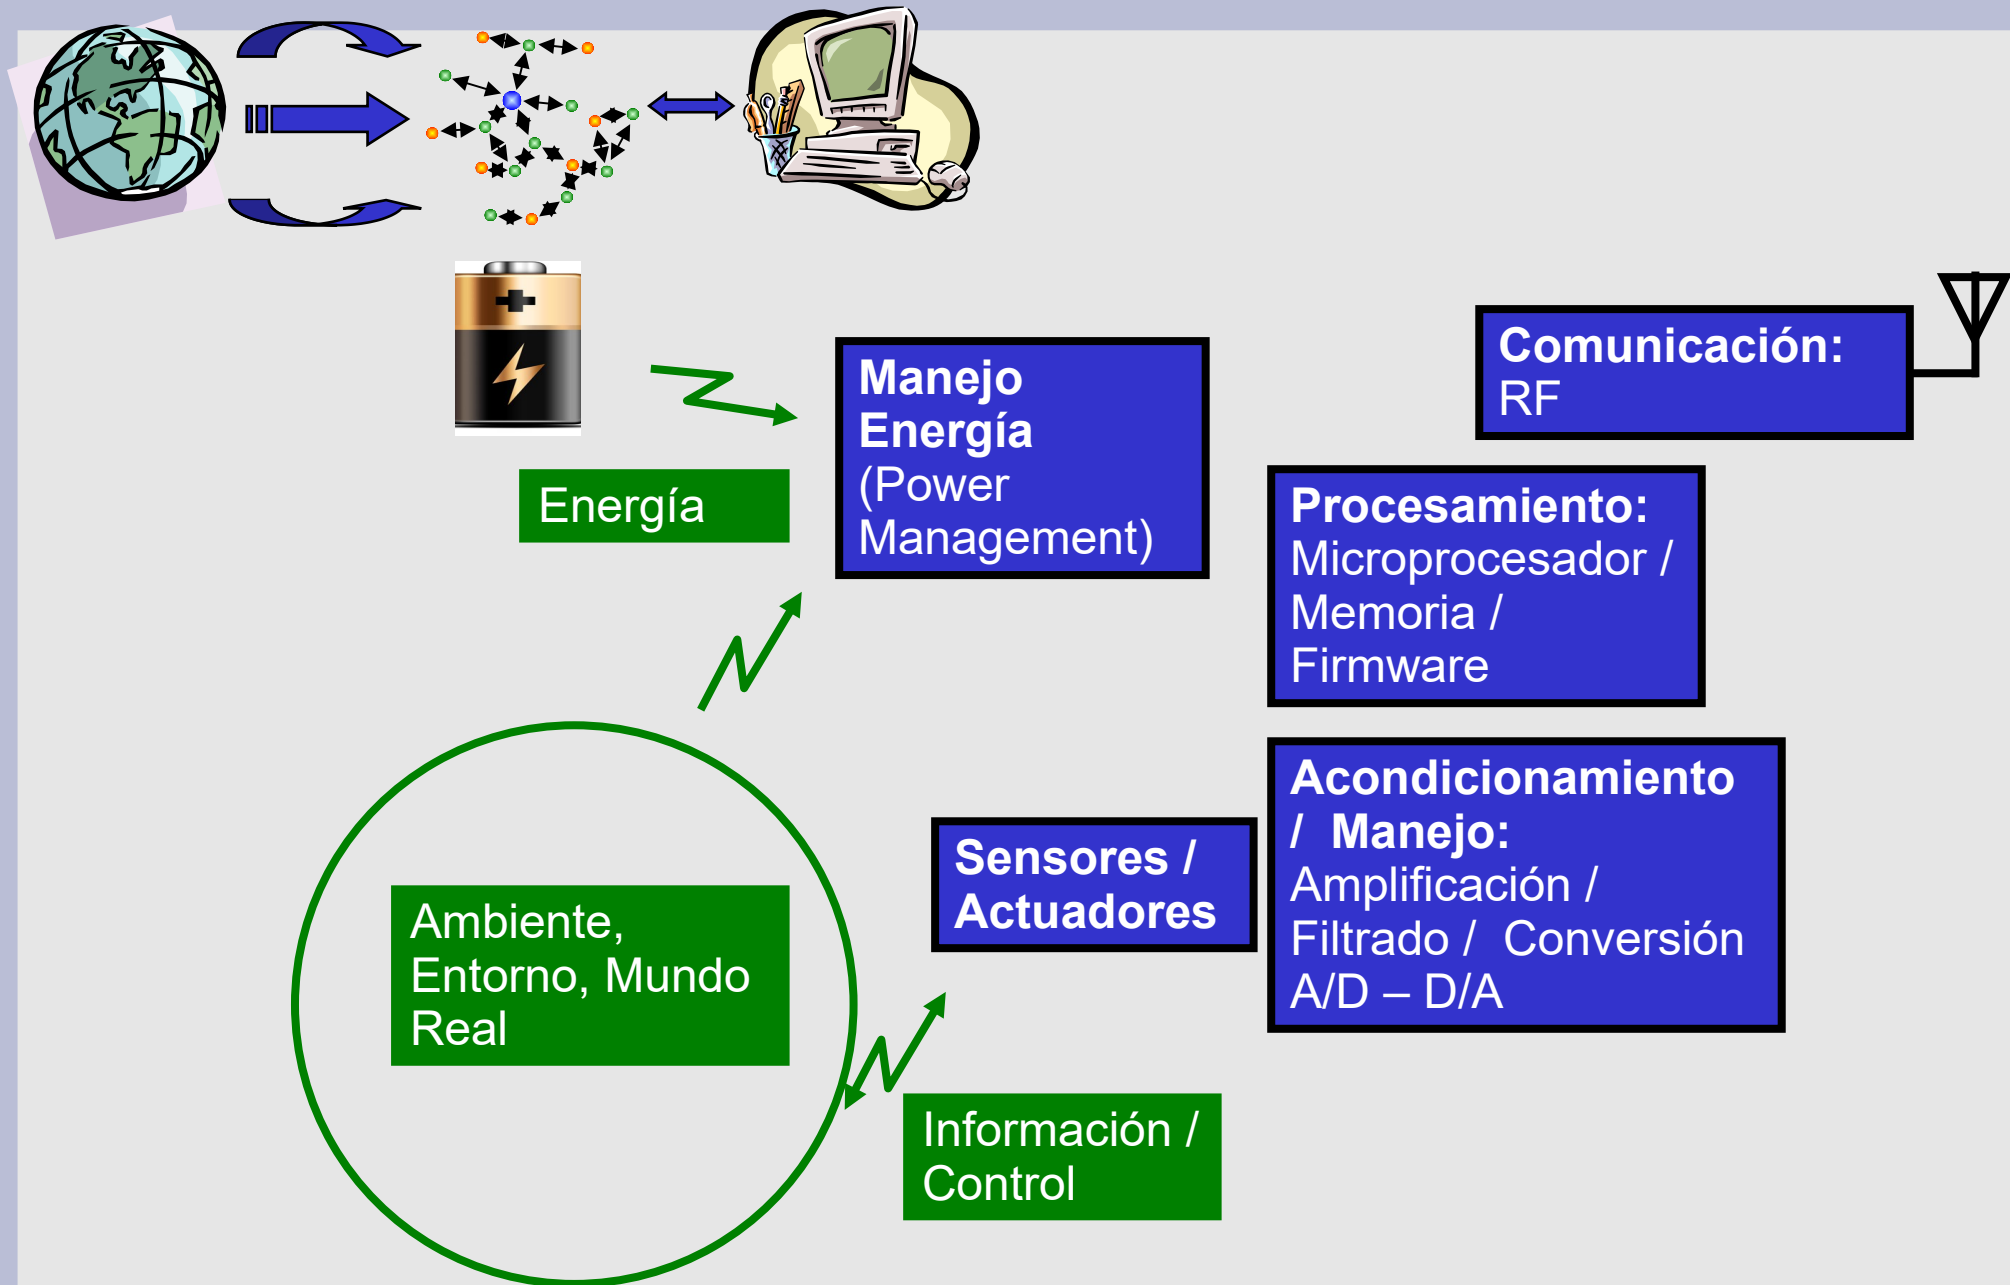 Manejo
Energía
(Power
Management)
Comunicación:
RF
Energía
Procesamiento:
Microprocesador /
Memoria /
Firmware
Acondicionamiento
/ Manejo:
Amplificación /
Filtrado / Conversión
A/D – D/A
Sensores /
Actuadores
Ambiente,
Entorno, Mundo
Real
Información /
Control